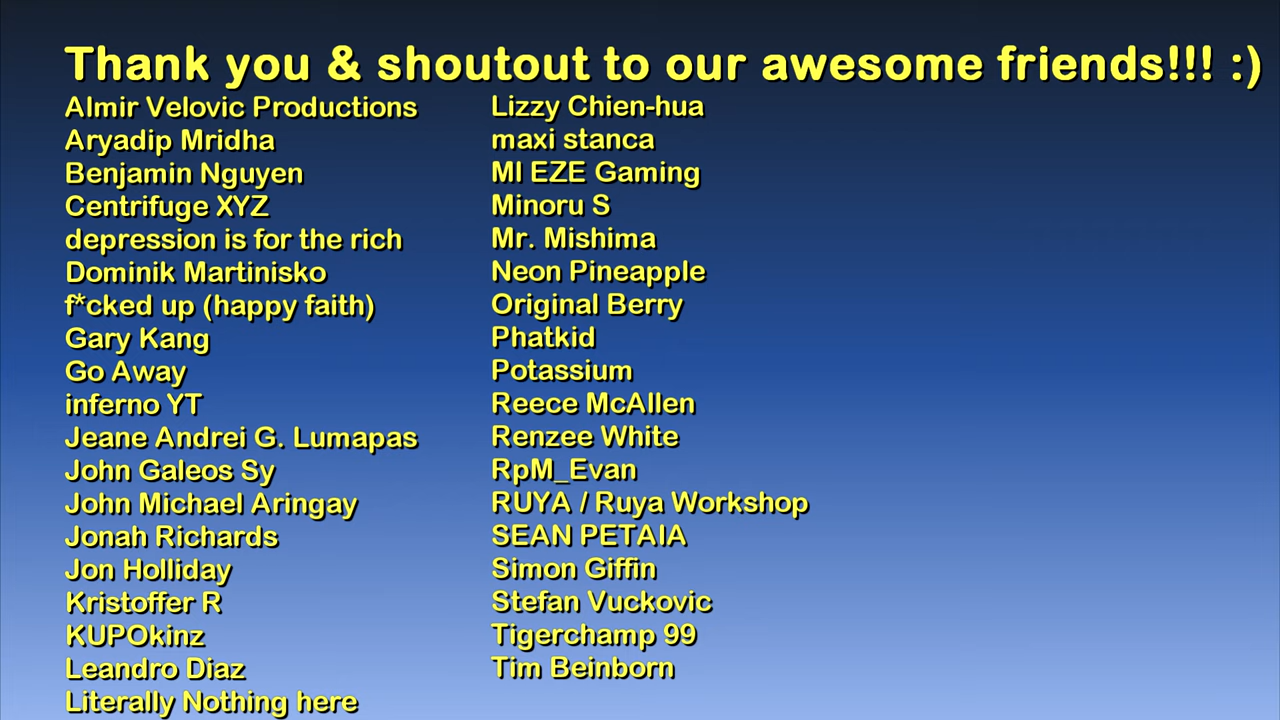 Thank you & shoutout to our awesome friends!!! :)
Almir Velovic Productions
Aryadip Mridha
Benjamin Nguyen
Centrifuge XYZ
depression is for the rich
Dominik Martinisko
f*cked up (happy faith)
Gary Kang
Go Away
inferno YT
Jeane Andrei G. Lumapas
John Galeos Sy
John Michael Aringay
Jonah Richards
Jon Holliday
Kristoffer R
KUPOkinz
Leandro Diaz
Literally Nothing here
Lizzy Chien-hua
maxi stanca
MI EZE Gaming
Minoru S
Mr. Mishima
Neon Pineapple
Original Berry
Phatkid
Potassium
Reece McAllen
Renzee White
RpM_Evan
RUYA / Ruya Workshop
SEAN PETAIA
Simon Giffin
Stefan Vuckovic
Tigerchamp 99
Tim Beinborn